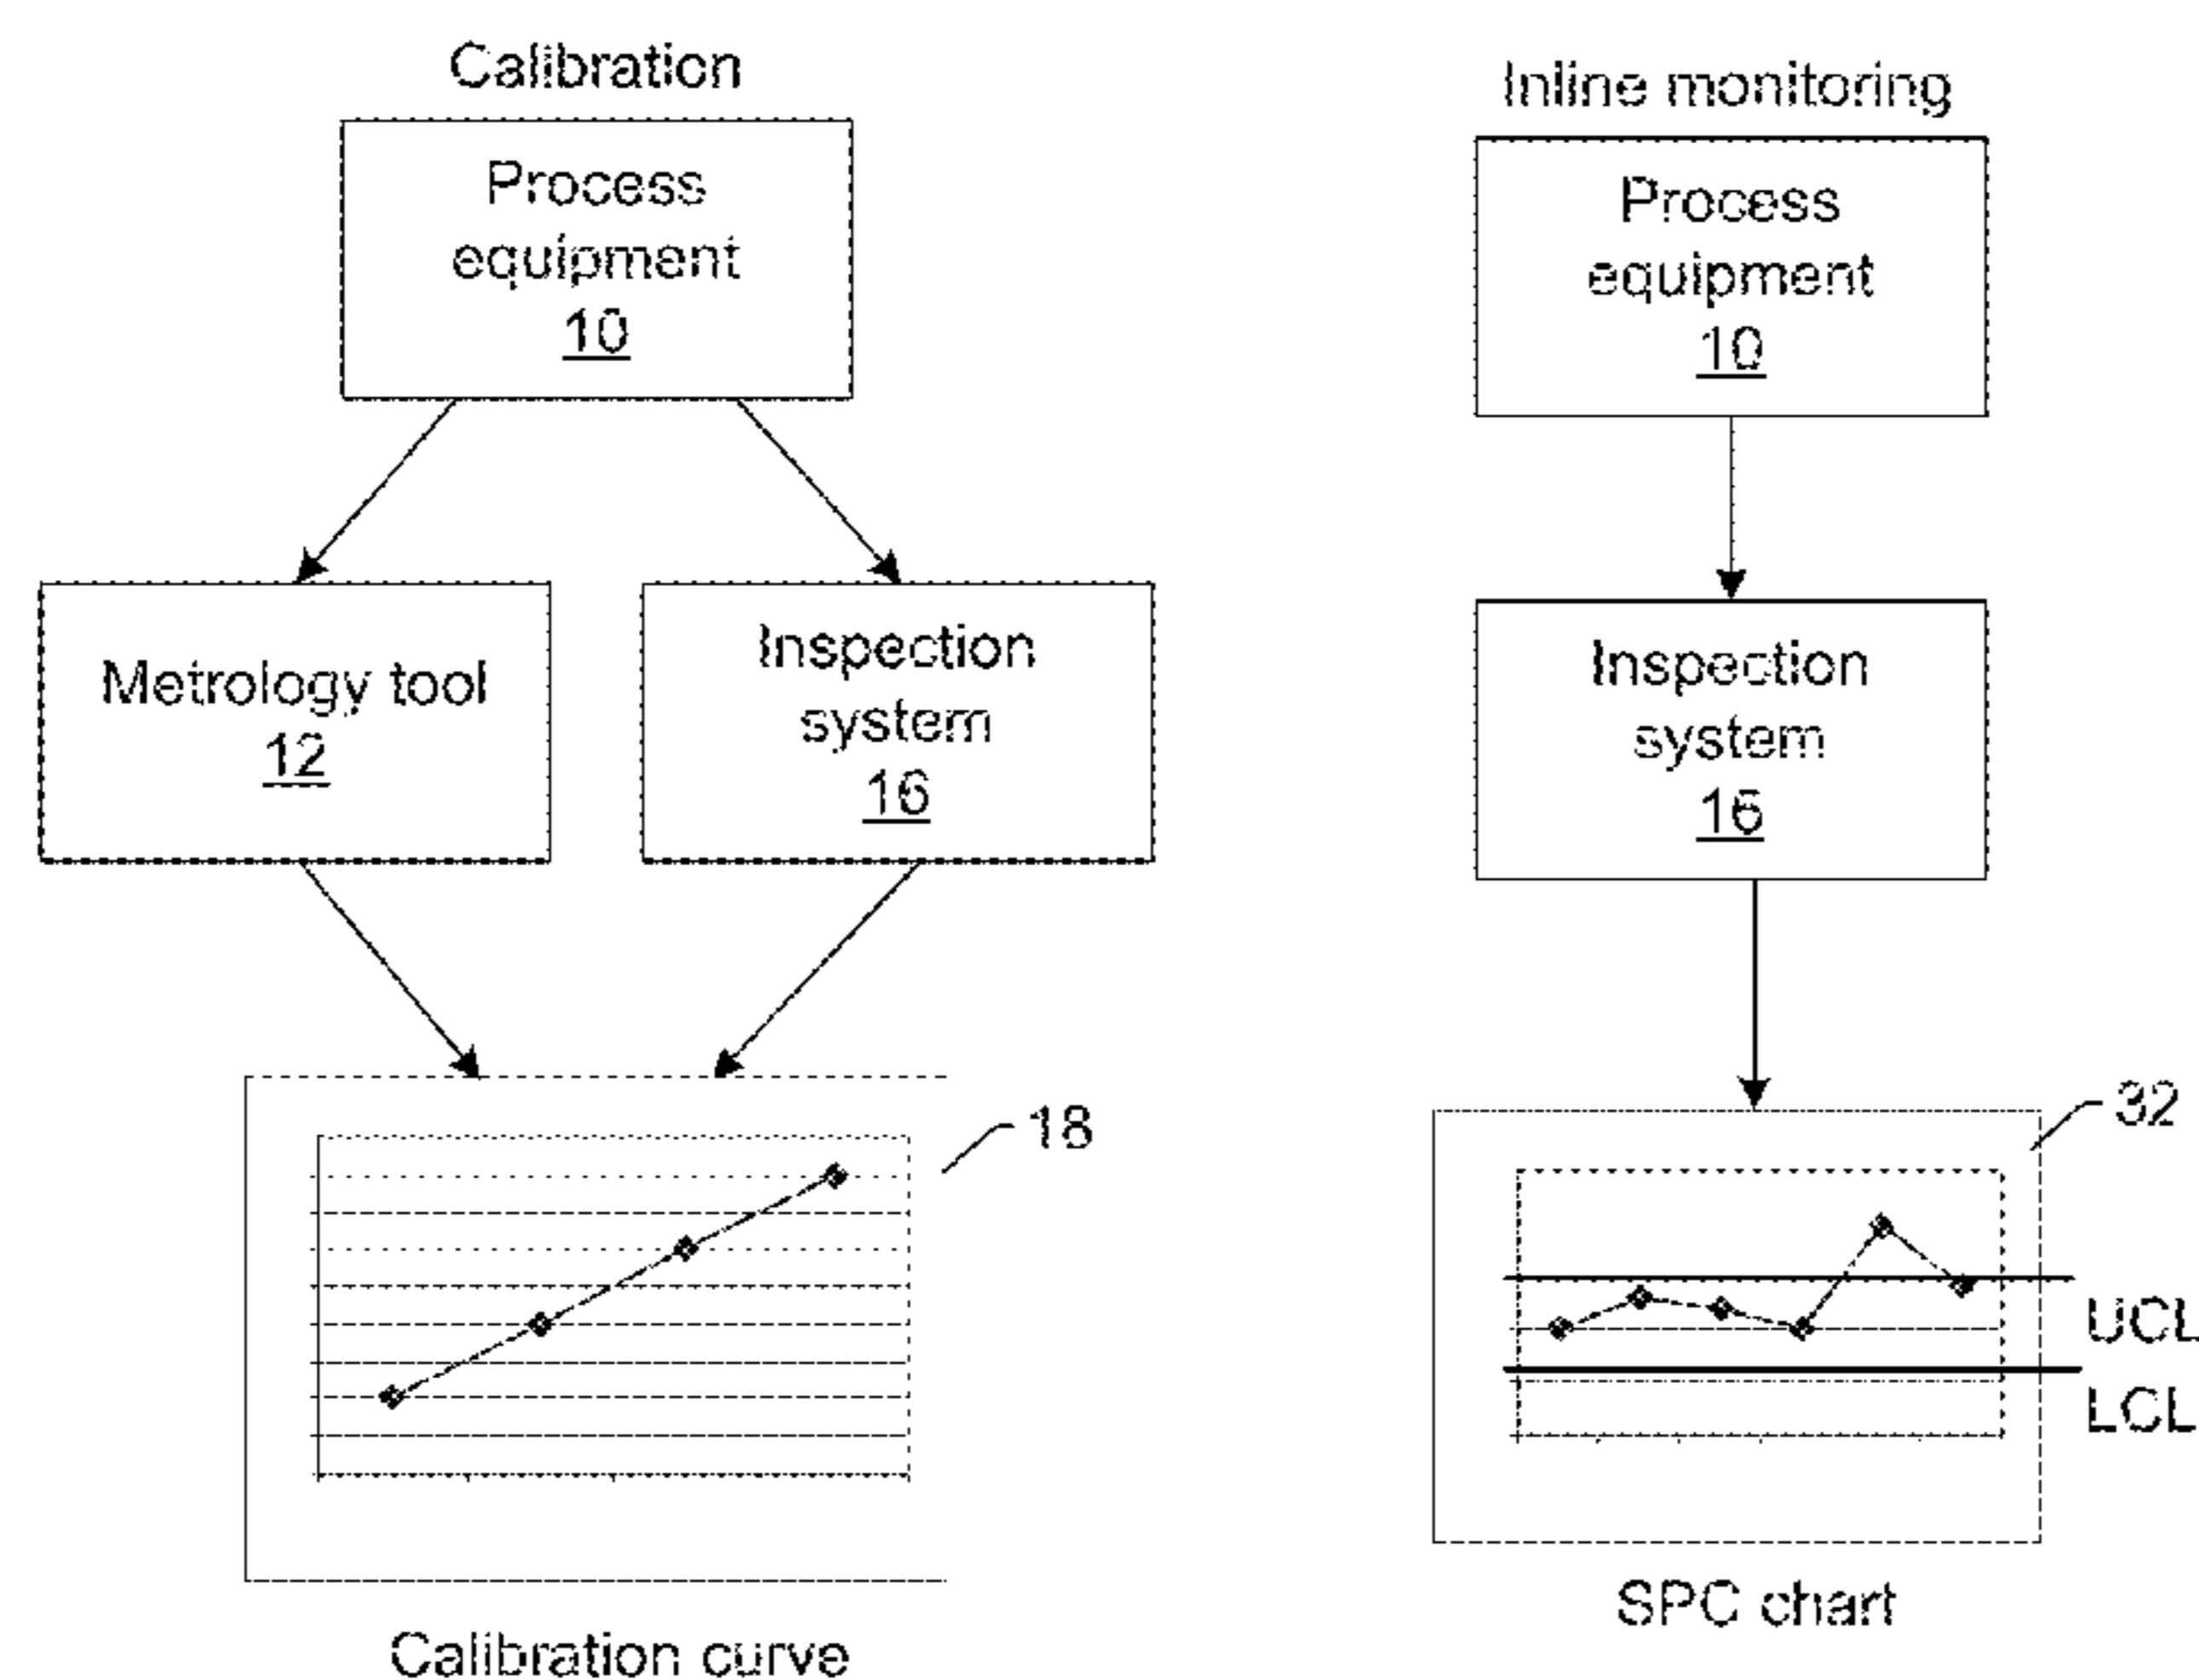 Calibration
Process
equipment
10
Metrology tool
12
Inspection
system
16
18
Calibration curve
Inline monitoring
Process
equipment
10
Inspection
system
16
32
UCL
LCL
SPC chart